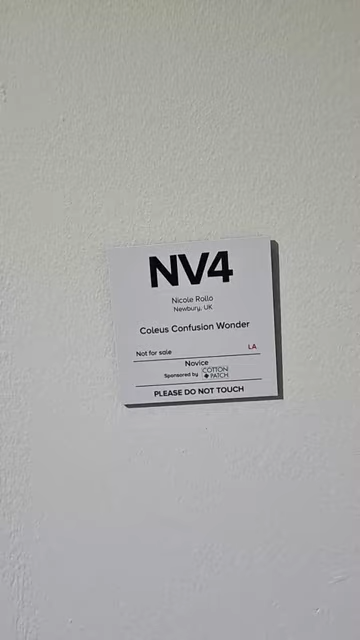 NV4
Nicole Rollo
Newbury, UK
Coleus Confusion Wonder
Not for sale LA
Novice
Sponsored by COTTON PATCH
PLEASE DO NOT TOUCH